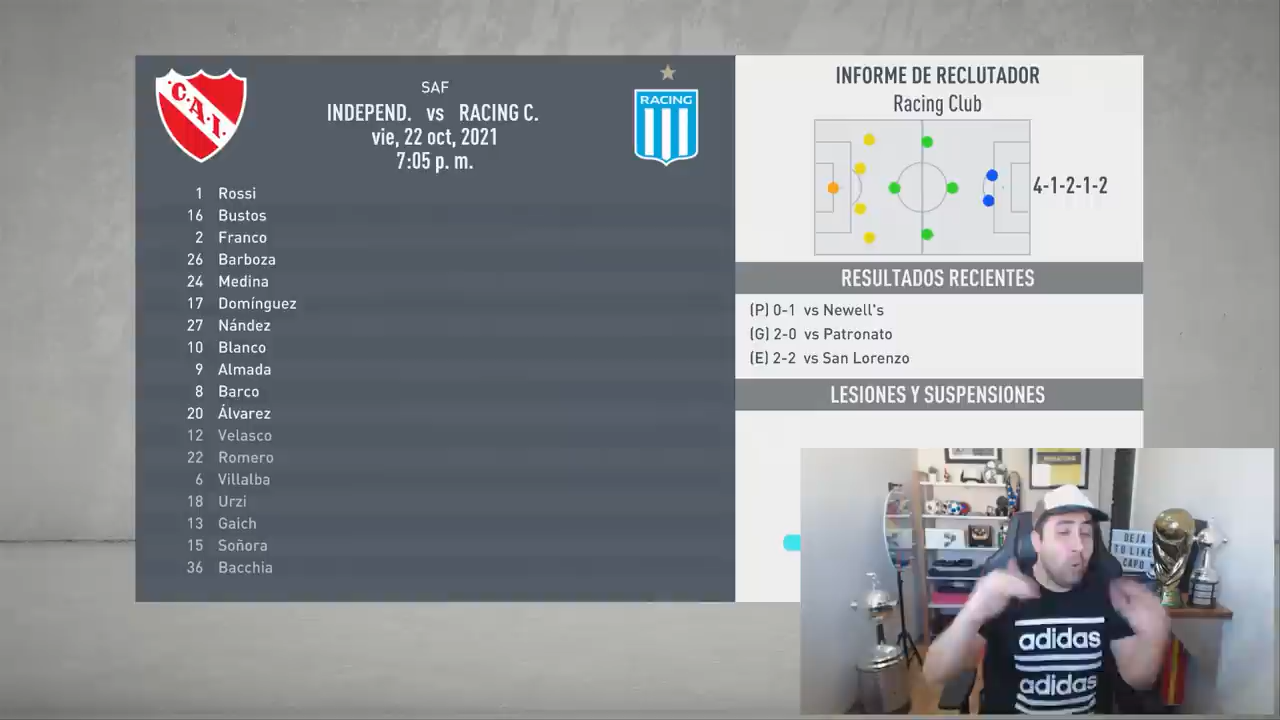 C.A.I.
SAF
INDEPEND. vs RACING C.
vie, 22 oct, 2021
7:05 p. m.
RACING
1 Rossi
16 Bustos
2 Franco
26 Barboza
24 Medina
17 Domínguez
27 Nández
10 Blanco
9 Almada
8 Barco
20 Álvarez
12 Velasco
22 Romero
6 Villalba
18 Urzi
13 Gaich
15 Soñora
36 Bacchia
INFORME DE RECLUTADOR
Racing Club
4-1-2-1-2
RESULTADOS RECIENTES
(P) 0-1 vs Newell's
(G) 2-0 vs Patronato
(E) 2-2 vs San Lorenzo
LESIONES Y SUSPENSIONES
DEJA
TU LIKE
CAPO
adidas
adidas